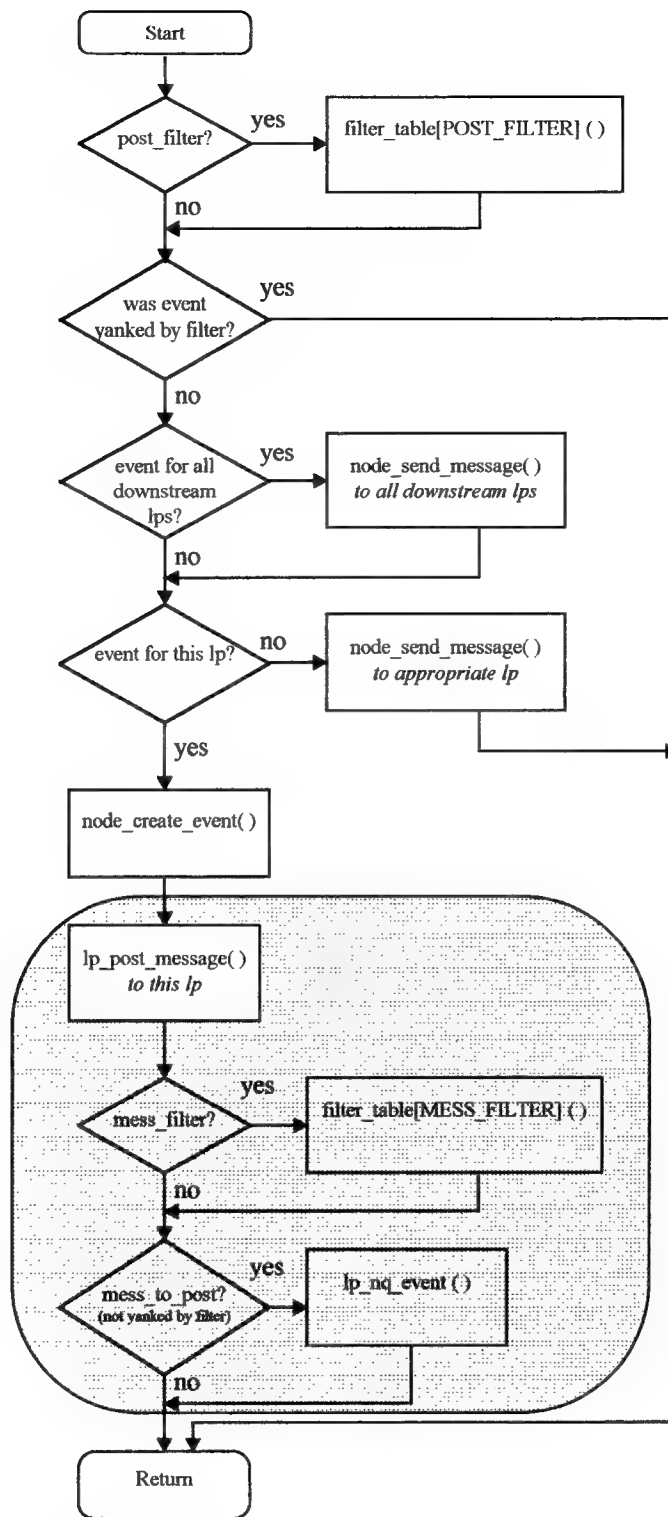 Start
post_filter?
yes
filter_table[POST_FILTER] ( )
no
was event
yanked by filter?
yes
no
event for all
downstream
lps?
yes
node_send_message( )
to all downstream lps
no
event for this lp?
no
node_send_message( )
to appropriate lp
yes
node_create_event( )
lp_post_message( )
to this lp
mess_filter?
yes
filter_table[MESS_FILTER] ( )
no
mess_to_post?
(not yanked by filter)
yes
lp_nq_event ( )
no
Return